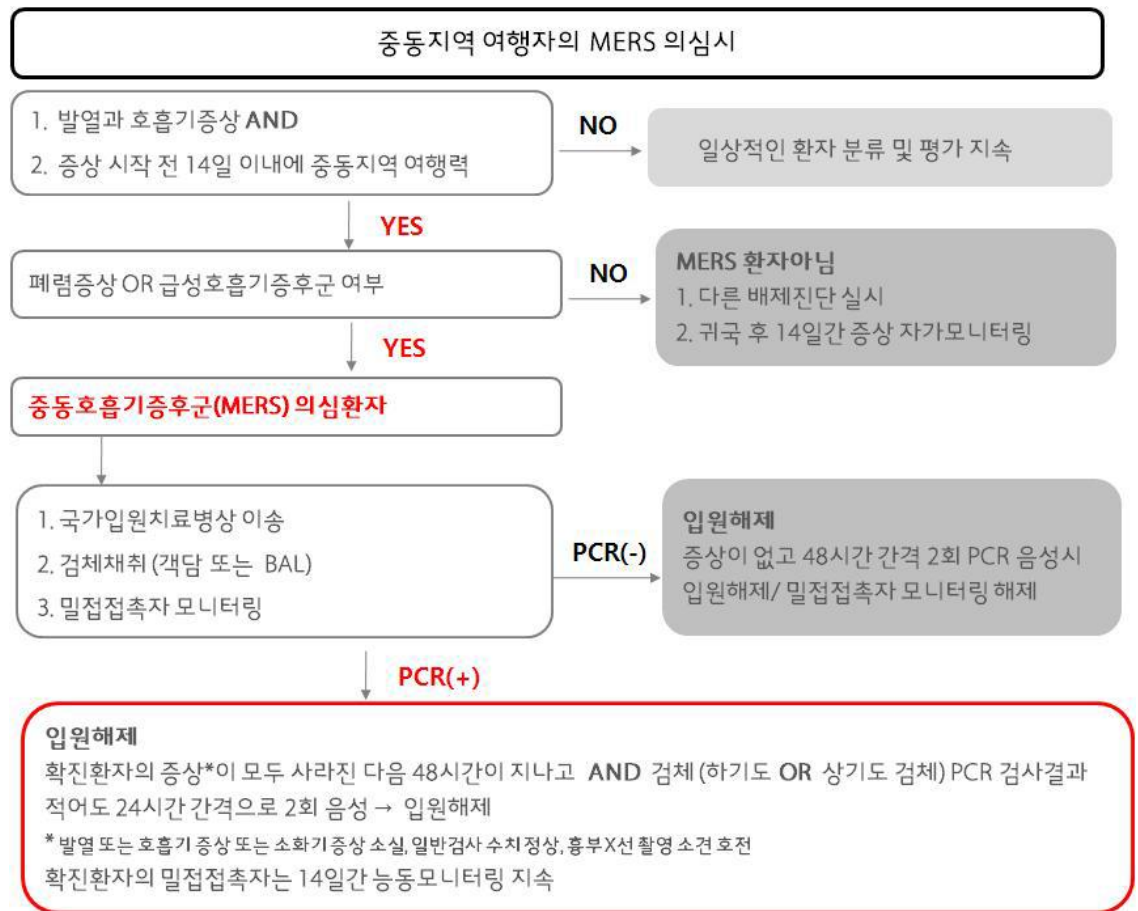 중동지역 여행자의 MERS 의심시
1. 발열과 호흡기증상 AND
2. 증상 시작 전 14일 이내에 중동지역 여행력
NO
일상적인 환자 분류 및 평가 지속
YES
폐렴증상 OR 급성호흡기증후군 여부
NO
MERS 환자아님
1. 다른 배제진단 실시
2. 귀국 후 14일간 증상 자가모니터링
YES
중동호흡기증후군(MERS) 의심환자
1. 국가입원치료병상 이송
2. 검체채취 (객담 또는 BAL)
3. 밀접접촉자 모니터링
PCR(-)
입원해제
증상이 없고 48시간 간격 2회 PCR 음성시
입원해제/ 밀접접촉자 모니터링 해제
PCR(+)
입원해제
확진환자의 증상*이 모두 사라진 다음 48시간이 지나고 AND 검체 (하기도 OR 상기도 검체) PCR 검사결과
적어도 24시간 간격으로 2회 음성 → 입원해제
* 발열 또는 호흡기 증상 또는 소화기 증상 소실, 일반검사 수치 정상, 흉부X선 촬영 소견 호전
확진환자의 밀접접촉자는 14일간 능동모니터링 지속